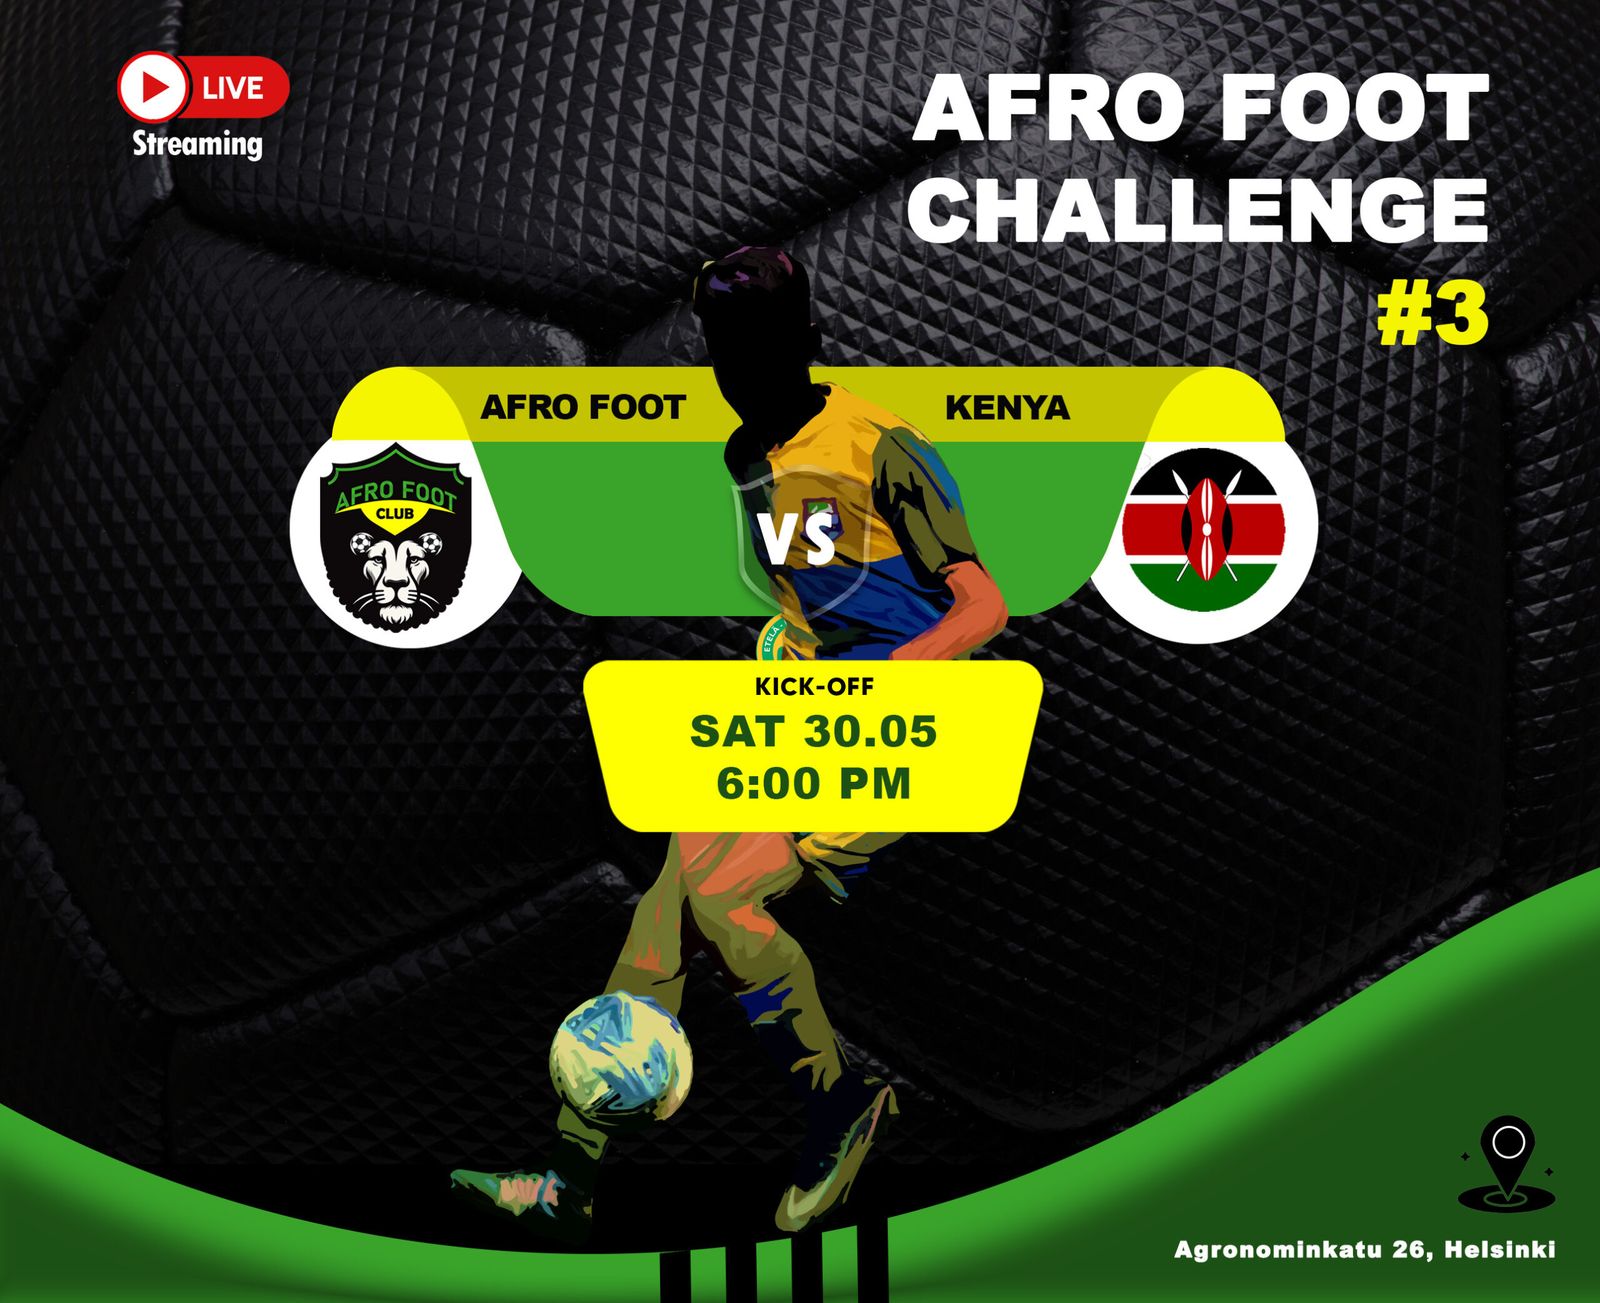 LIVE
Streaming
AFRO FOOT
CHALLENGE
#3
AFRO FOOT
KENYA
AFRO FOOT
CLUB
VS
ETELÄ -
KICK-OFF
SAT 30.05
6:00 PM
Agronominkatu 26, Helsinki